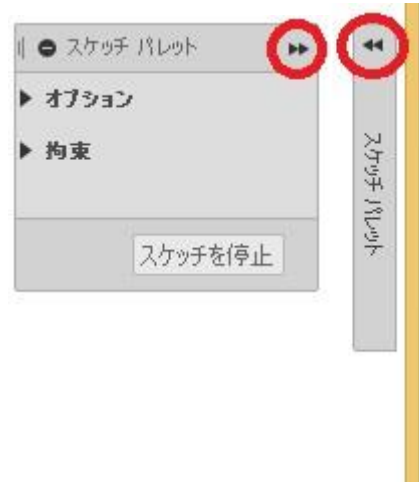 スケッチ パレット
オプション
拘束
スケッチを停止
スケッチ パレット